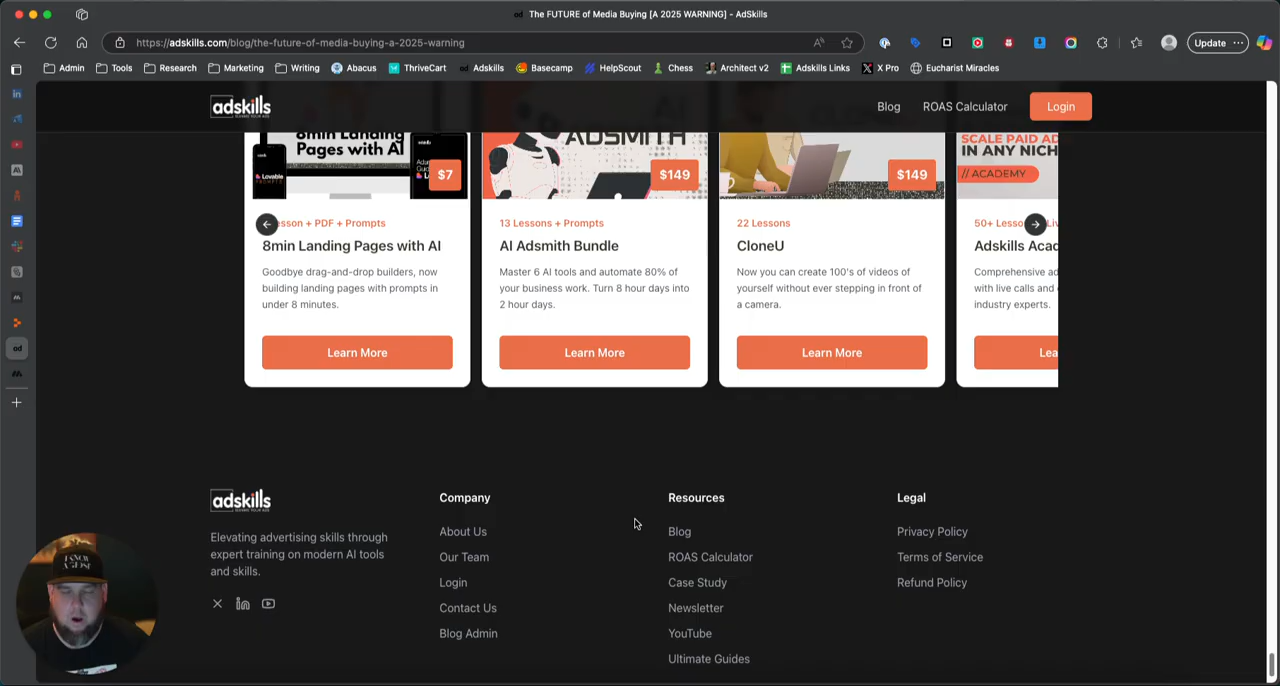 The FUTURE of Media Buying [A 2025 WARNING] - AdSkills
https://adskills.com/blog/the-future-of-media-buying-a-2025-warning
Update
Admin Tools Research Marketing Writing Abacus ThriveCart Adskills Basecamp HelpScout Chess Architect v2 Adskills Links X Pro Eucharist Miracles
adskills
Blog
ROAS Calculator
Login
8min Landing
Pages with AI
Lovable
PROMPTS
$7
esson + PDF + Prompts
8min Landing Pages with AI
Goodbye drag-and-drop builders, now
building landing pages with prompts in
under 8 minutes.
Learn More
ADSMITH
$149
13 Lessons + Prompts
AI Adsmith Bundle
Master 6 AI tools and automate 80% of
your business work. Turn 8 hour days into
2 hour days.
Learn More
$149
22 Lessons
CloneU
Now you can create 100's of videos of
yourself without ever stepping in front of
a camera.
Learn More
SCALE PAID AD
IN ANY NICH
// ACADEMY
50+ Lesso
Adskills Acad
Comprehensive ad
with live calls and
industry experts.
Lea
adskills
Elevating advertising skills through
expert training on modern AI tools
and skills.
Company
About Us
Our Team
Login
Contact Us
Blog Admin
Resources
Blog
ROAS Calculator
Case Study
Newsletter
YouTube
Ultimate Guides
Legal
Privacy Policy
Terms of Service
Refund Policy